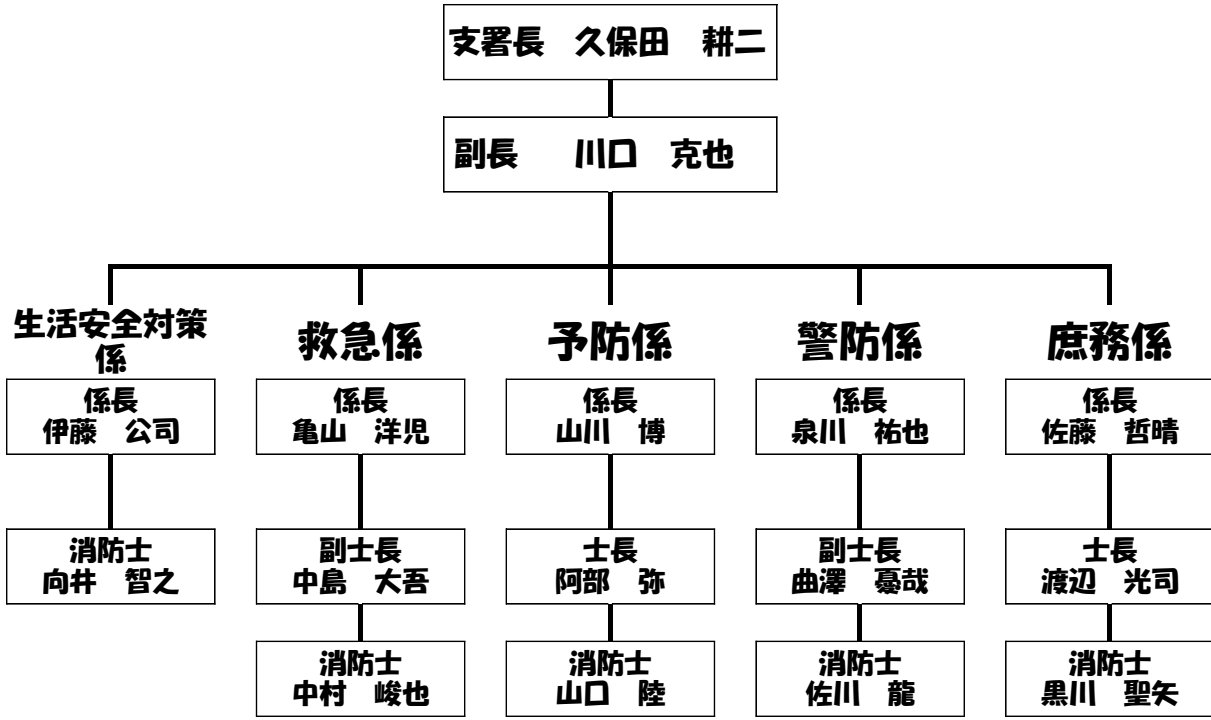 支署長　久保田　耕二
副長　川口　克也
生活安全対策
係
係長
伊藤　公司
消防士
向井　智之
救急係
係長
亀山　洋児
副士長
中島　大吾
消防士
中村　峻也
予防係
係長
山川　博
士長
阿部　弥
消防士
山口　陸
警防係
係長
泉川　祐也
副士長
曲澤　憂哉
消防士
佐川　龍
庶務係
係長
佐藤　哲晴
士長
渡辺　光司
消防士
黒川　聖矢